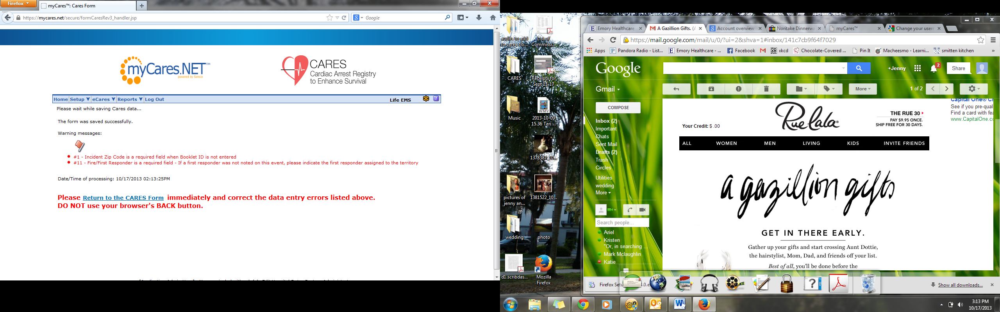 Firefox
myCares™: Cares Form
https://mycares.net/secure/formCaresRev3_handler.jsp
Google
myCares.NET™
powered by Sansio
CARES
Cardiac Arrest Registry
to Enhance Survival
Home Setup eCares Reports Log Out
Life EMS
Please wait while saving Cares data...
The form was saved successfully.
Warning messages:
#1 - Incident Zip Code is a required field when Booklet ID is not entered
#11 - Fire/First Responder is a required field - If a first responder was not noted on this event, please indicate the first responder assigned to the territory
Date/Time of processing: 10/17/2013 02:13:25PM
Please Return to the CARES Form immediately and correct the data entry errors listed above.
DO NOT use your browser's BACK button.
audits to add
to cares clo...
List of
Commissi...
CARES
Receipts for
Sept 15-17
Music
WMV
2013-10-09
15.36 Teri ...
1378387_10...
pictures of
jenny an...
1381522_10...
wedding
photo
d1.scribdas...
Mozilla
Firefox
Emory Healthcare
A Gazillion Gifts. (A
Account overview
Noritake Dinnerwa
myCares™
Change your usern
https://mail.google.com/mail/u/0/?ui=2&shva=1#inbox/141c7cb9f64f7029
Apps
Pandora Radio - List...
Emory Healthcare - ...
Facebook
xkcd
Chocolate-Covered ...
Pin It
Macheesmo - Learni...
smitten kitchen
»
Google
+Jenny
2
Share
Gmail
More
1 of 2
COMPOSE
Inbox (2)
Important
Chats
Sent Mail
Drafts (2)
Trash
Circles
Utilities
wedding
More
Search people...
Ariel
Kristen
"Or, in searching ...
Mark Mclaughlin
Katie
Your Credit: $ .00
Rue La La®
THE RUE 30
PAY $9.95 ONCE.
SHIP FREE FOR 30 DAYS.
ALL WOMEN MEN LIVING KIDS INVITE FRIENDS
a gazillion gifts
GET IN THERE EARLY.
Gather up your gifts and start crossing Aunt Dottie,
the hairstylist, Mom, Dad, and friends off your list.
Best of all, you'll be done before the
Capital One® C
See if you pre-qual
Find a card with fea
www.CapitalOne.co
Firefox Setu
4.0.e
Show all downloads...
3:13 PM
10/17/2013